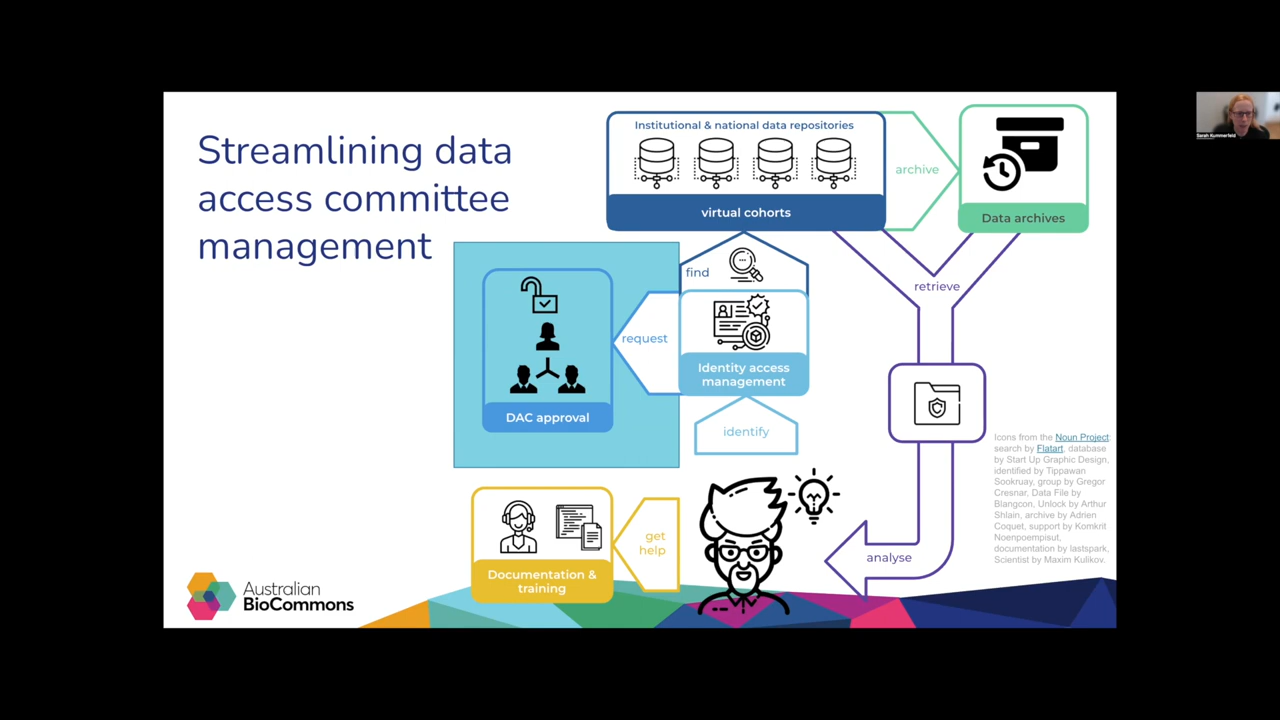 Streamlining data
access committee
management
Institutional & national data repositories
virtual cohorts
archive
Data archives
find
retrieve
request
Identity access
management
DAC approval
identify
get
help
Documentation &
training
analyse
Icons from the Noun Project
search by Flatart, database
by Start Up Graphic Design,
identified by Tippawan
Sookruay, group by Gregor
Cresnar, Data File by
Blangcon, Unlock by Arthur
Shlain, archive by Adrien
Coquet, support by Komkrit
Noenpoempisut,
documentation by lastspark,
Scientist by Maxim Kulikov.
Australian
BioCommons
Sarah Kummerfeld